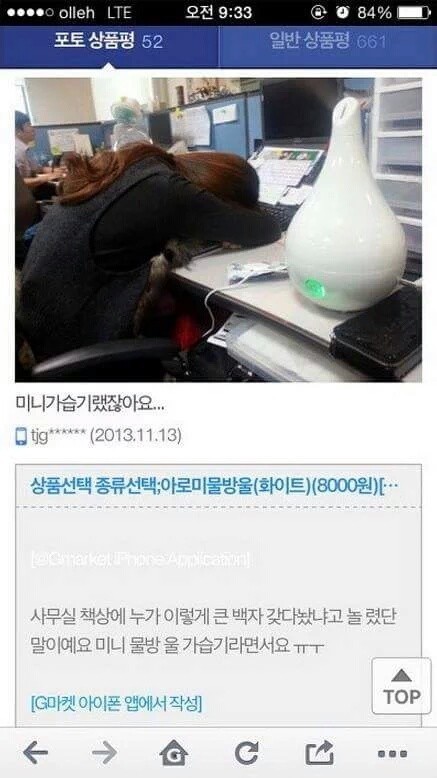 olleh LTE 오전 9:33 84%
포토 상품평 52 일반 상품평 661
미니가습기랬잖아요...
tjg****** (2013.11.13)
상품선택 종류선택;아로미물방울(화이트)(8000원)[…
[@Gmarket iPhone Application]
사무실 책상에 누가 이렇게 큰 백자 갖다놨냐고 놀 렸단
말이예요 미니 물방 울 가습기라면서요 ㅠㅜ
[G마켓 아이폰 앱에서 작성]
TOP